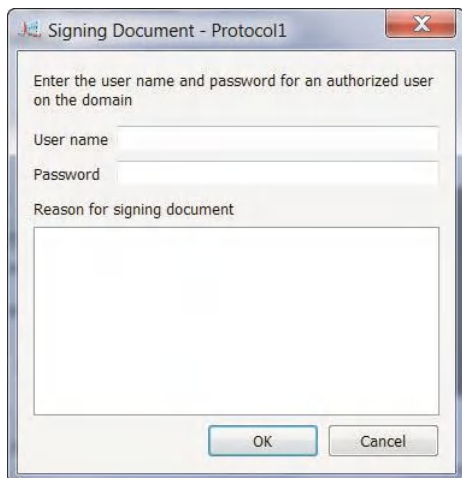 Signing Document - Protocol1
Enter the user name and password for an authorized user
on the domain
User name
Password
Reason for signing document
OK
Cancel